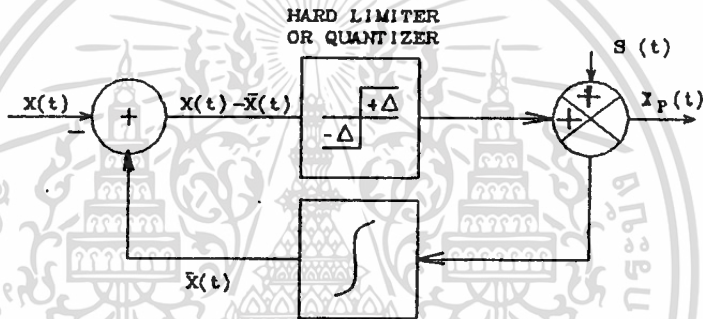 HARD LIMITER
OR QUANTIZER
S (t)
X(t)
X(t) -X̄(t)
+Δ
-Δ
X_P(t)
+
+
+
−
X̄(t)